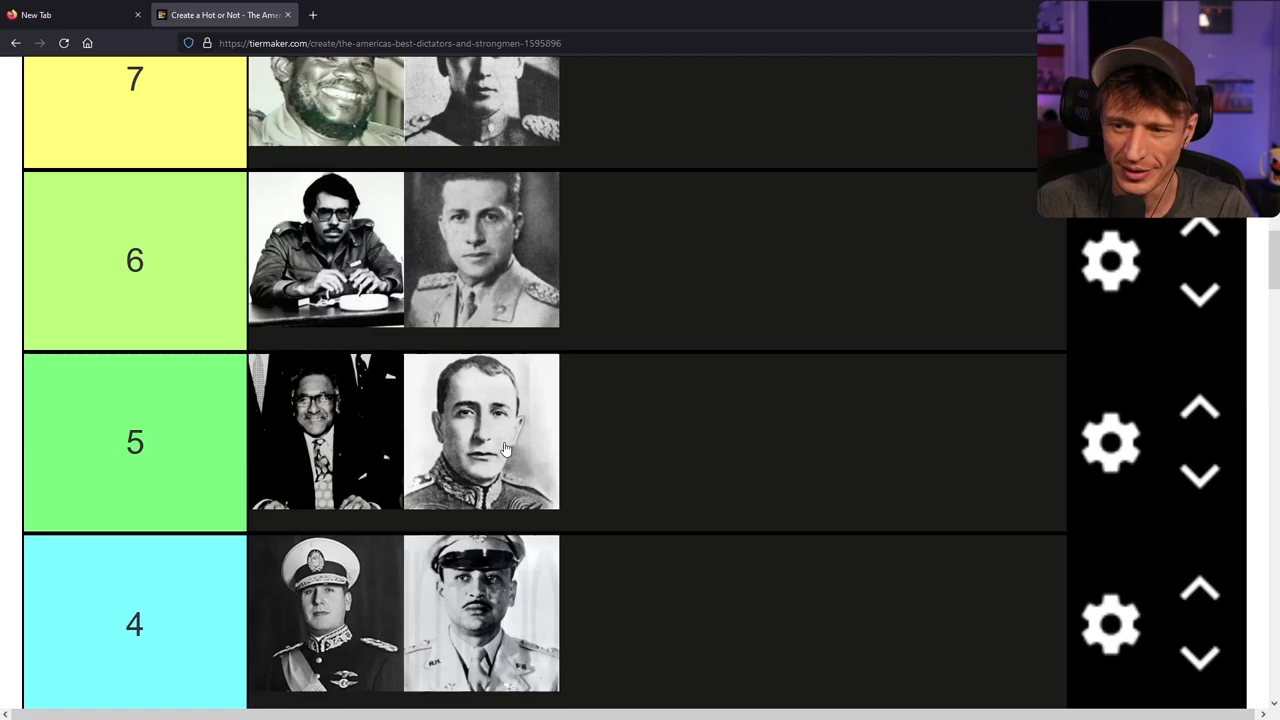 New Tab
Create a Hot or Not - The Ame
https://tiermaker.com/create/the-americas-best-dictators-and-strongmen-1595896
7
6
5
4